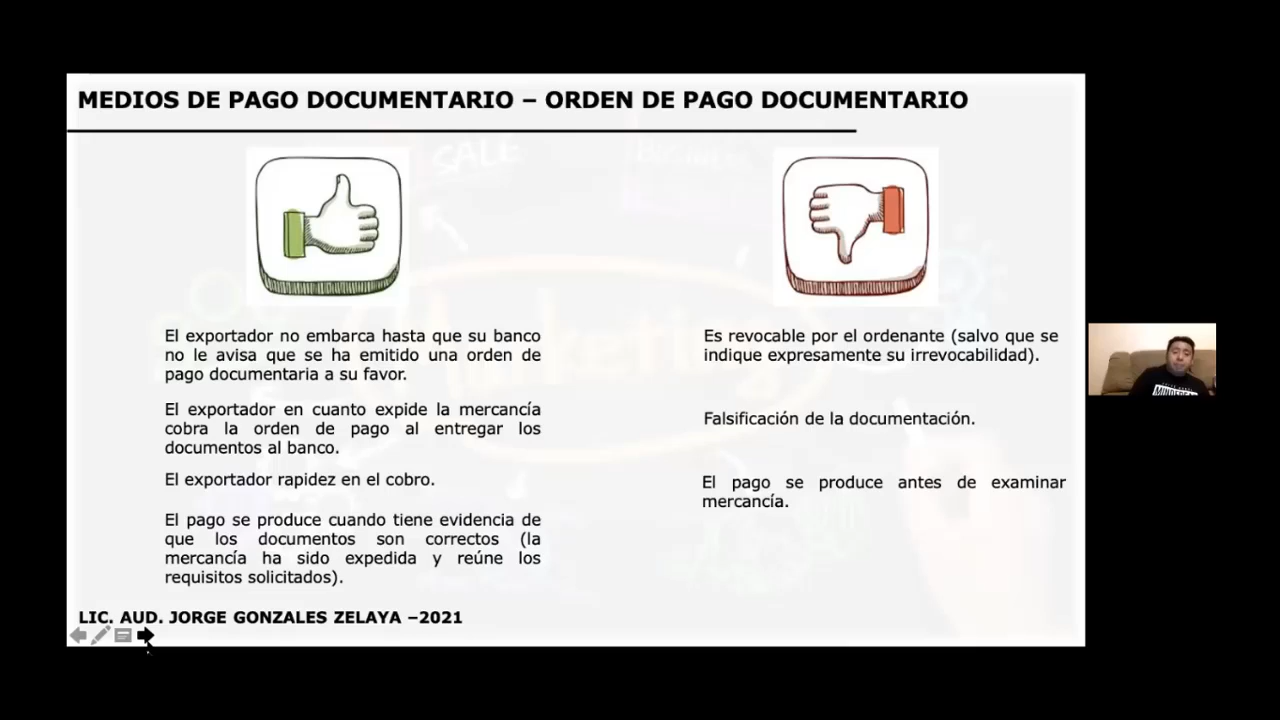 MEDIOS DE PAGO DOCUMENTARIO – ORDEN DE PAGO DOCUMENTARIO
SALE
BUSINESS
Marketing
El exportador no embarca hasta que su banco
no le avisa que se ha emitido una orden de
pago documentaria a su favor.
El exportador en cuanto expide la mercancía
cobra la orden de pago al entregar los
documentos al banco.
El exportador rapidez en el cobro.
El pago se produce cuando tiene evidencia de
que los documentos son correctos (la
mercancía ha sido expedida y reúne los
requisitos solicitados).
Es revocable por el ordenante (salvo que se
indique expresamente su irrevocabilidad).
Falsificación de la documentación.
El pago se produce antes de examinar
mercancía.
LIC. AUD. JORGE GONZALES ZELAYA –2021